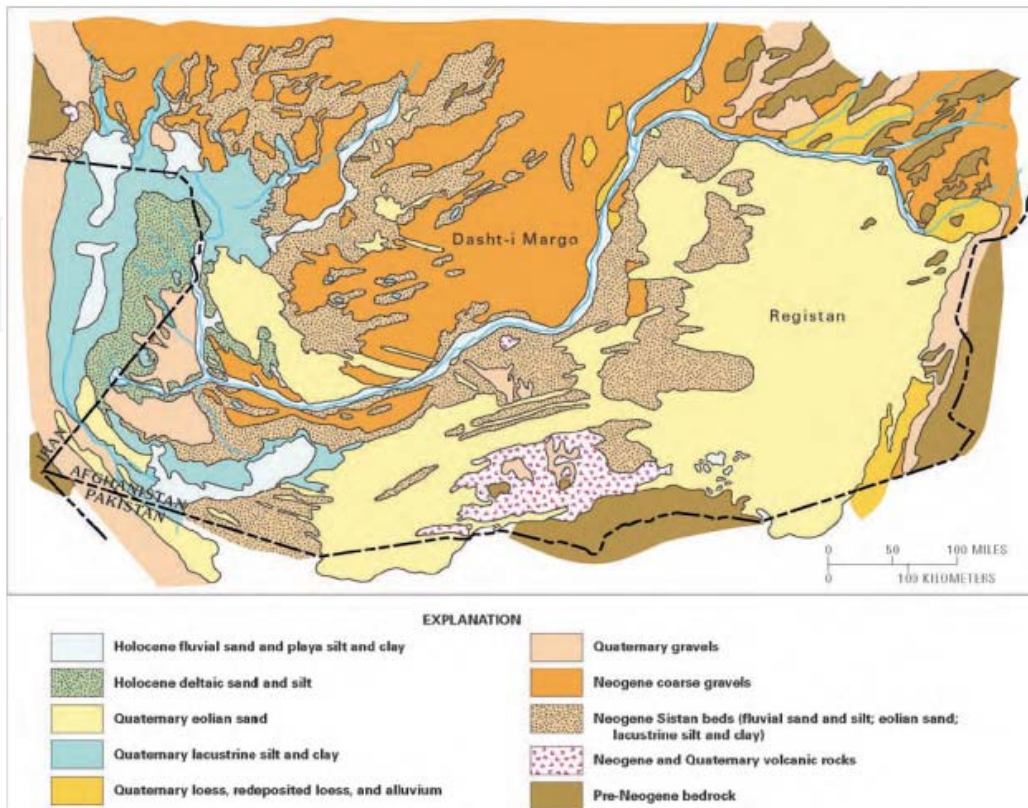 Dasht-i Margo
Registan
IRAN
AFGHANISTAN
PAKISTAN
0 50 100 MILES
0 100 KILOMETERS
EXPLANATION
Holocene fluvial sand and playa silt and clay
Holocene deltaic sand and silt
Quaternary eolian sand
Quaternary lacustrine silt and clay
Quaternary loess, redeposited loess, and alluvium
Quaternary gravels
Neogene coarse gravels
Neogene Sistan beds (fluvial sand and silt; eolian sand;
lacustrine silt and clay)
Neogene and Quaternary volcanic rocks
Pre-Neogene bedrock